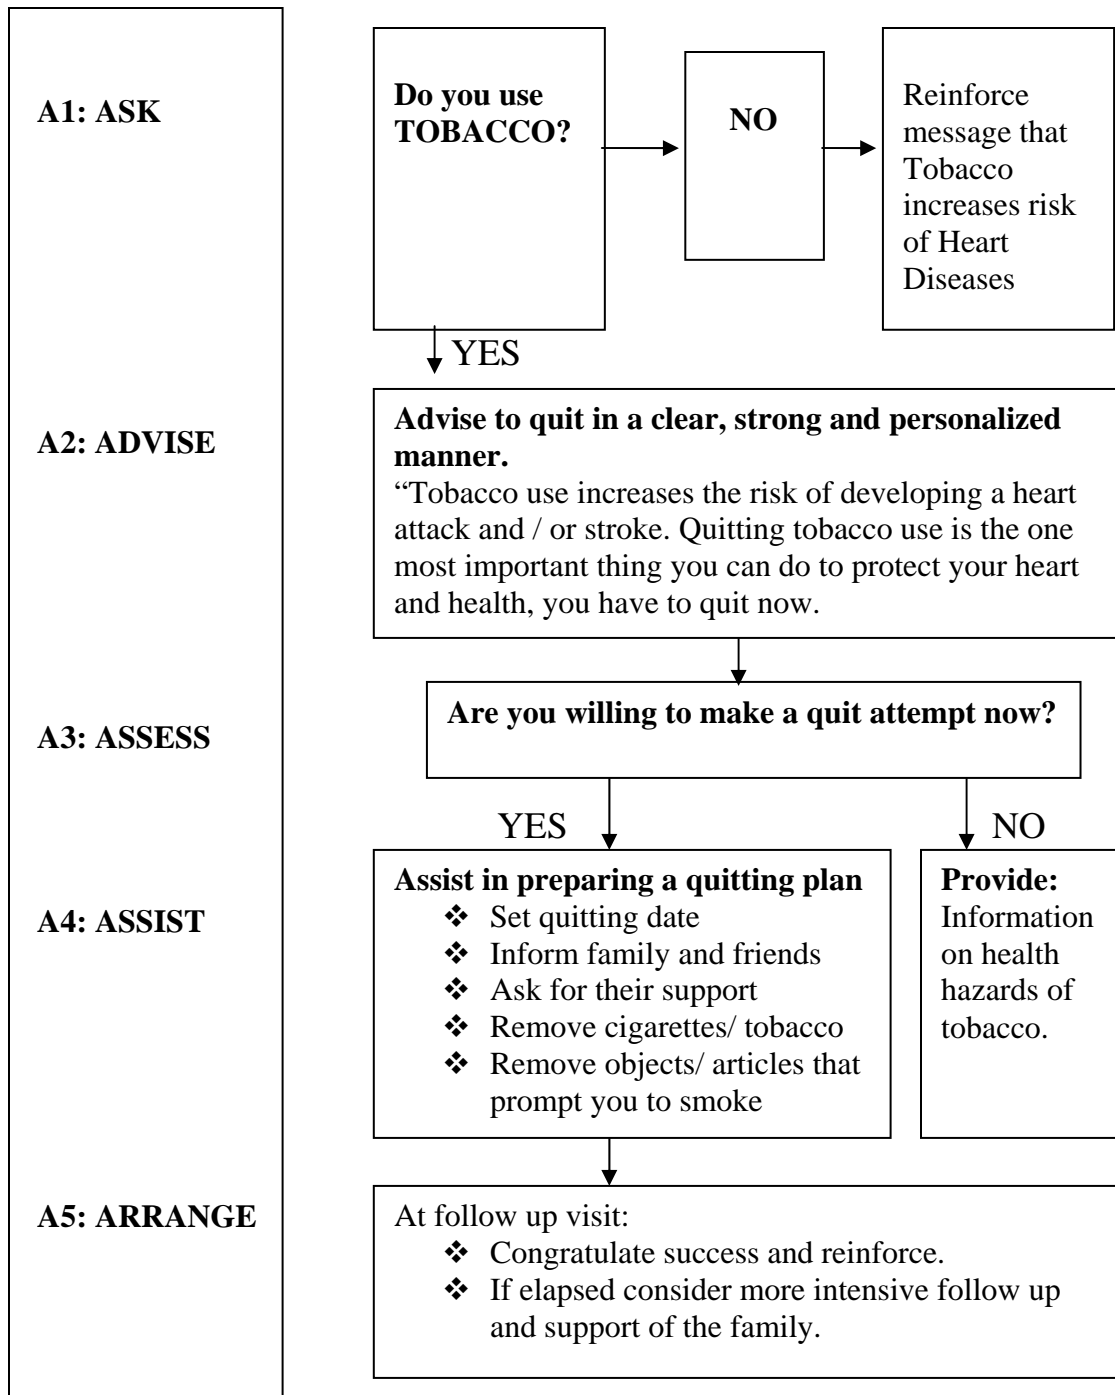 A1: ASK
Do you use
TOBACCO?
NO
Reinforce
message that
Tobacco
increases risk
of Heart
Diseases
YES
A2: ADVISE
Advise to quit in a clear, strong and personalized
manner.
“Tobacco use increases the risk of developing a heart
attack and / or stroke. Quitting tobacco use is the one
most important thing you can do to protect your heart
and health, you have to quit now.
A3: ASSESS
Are you willing to make a quit attempt now?
YES
NO
A4: ASSIST
Assist in preparing a quitting plan
❖ Set quitting date
❖ Inform family and friends
❖ Ask for their support
❖ Remove cigarettes/ tobacco
❖ Remove objects/ articles that
prompt you to smoke
Provide:
Information
on health
hazards of
tobacco.
A5: ARRANGE
At follow up visit:
❖ Congratulate success and reinforce.
❖ If elapsed consider more intensive follow up
and support of the family.